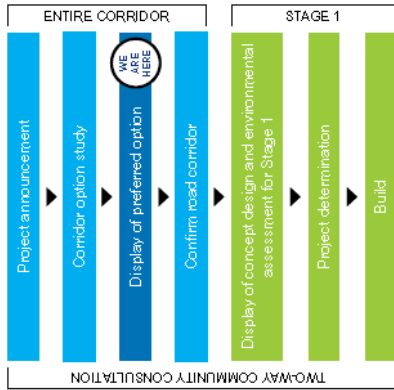 ENTIRE CORRIDOR
Project announcement
Corridor option study
Display of preferred option
WE
ARE
HERE
Confirm road corridor
STAGE 1
Display of concept design and environmental
assessment for Stage 1
Project determination
Build
TWO-WAY COMMUNITY CONSULTATION